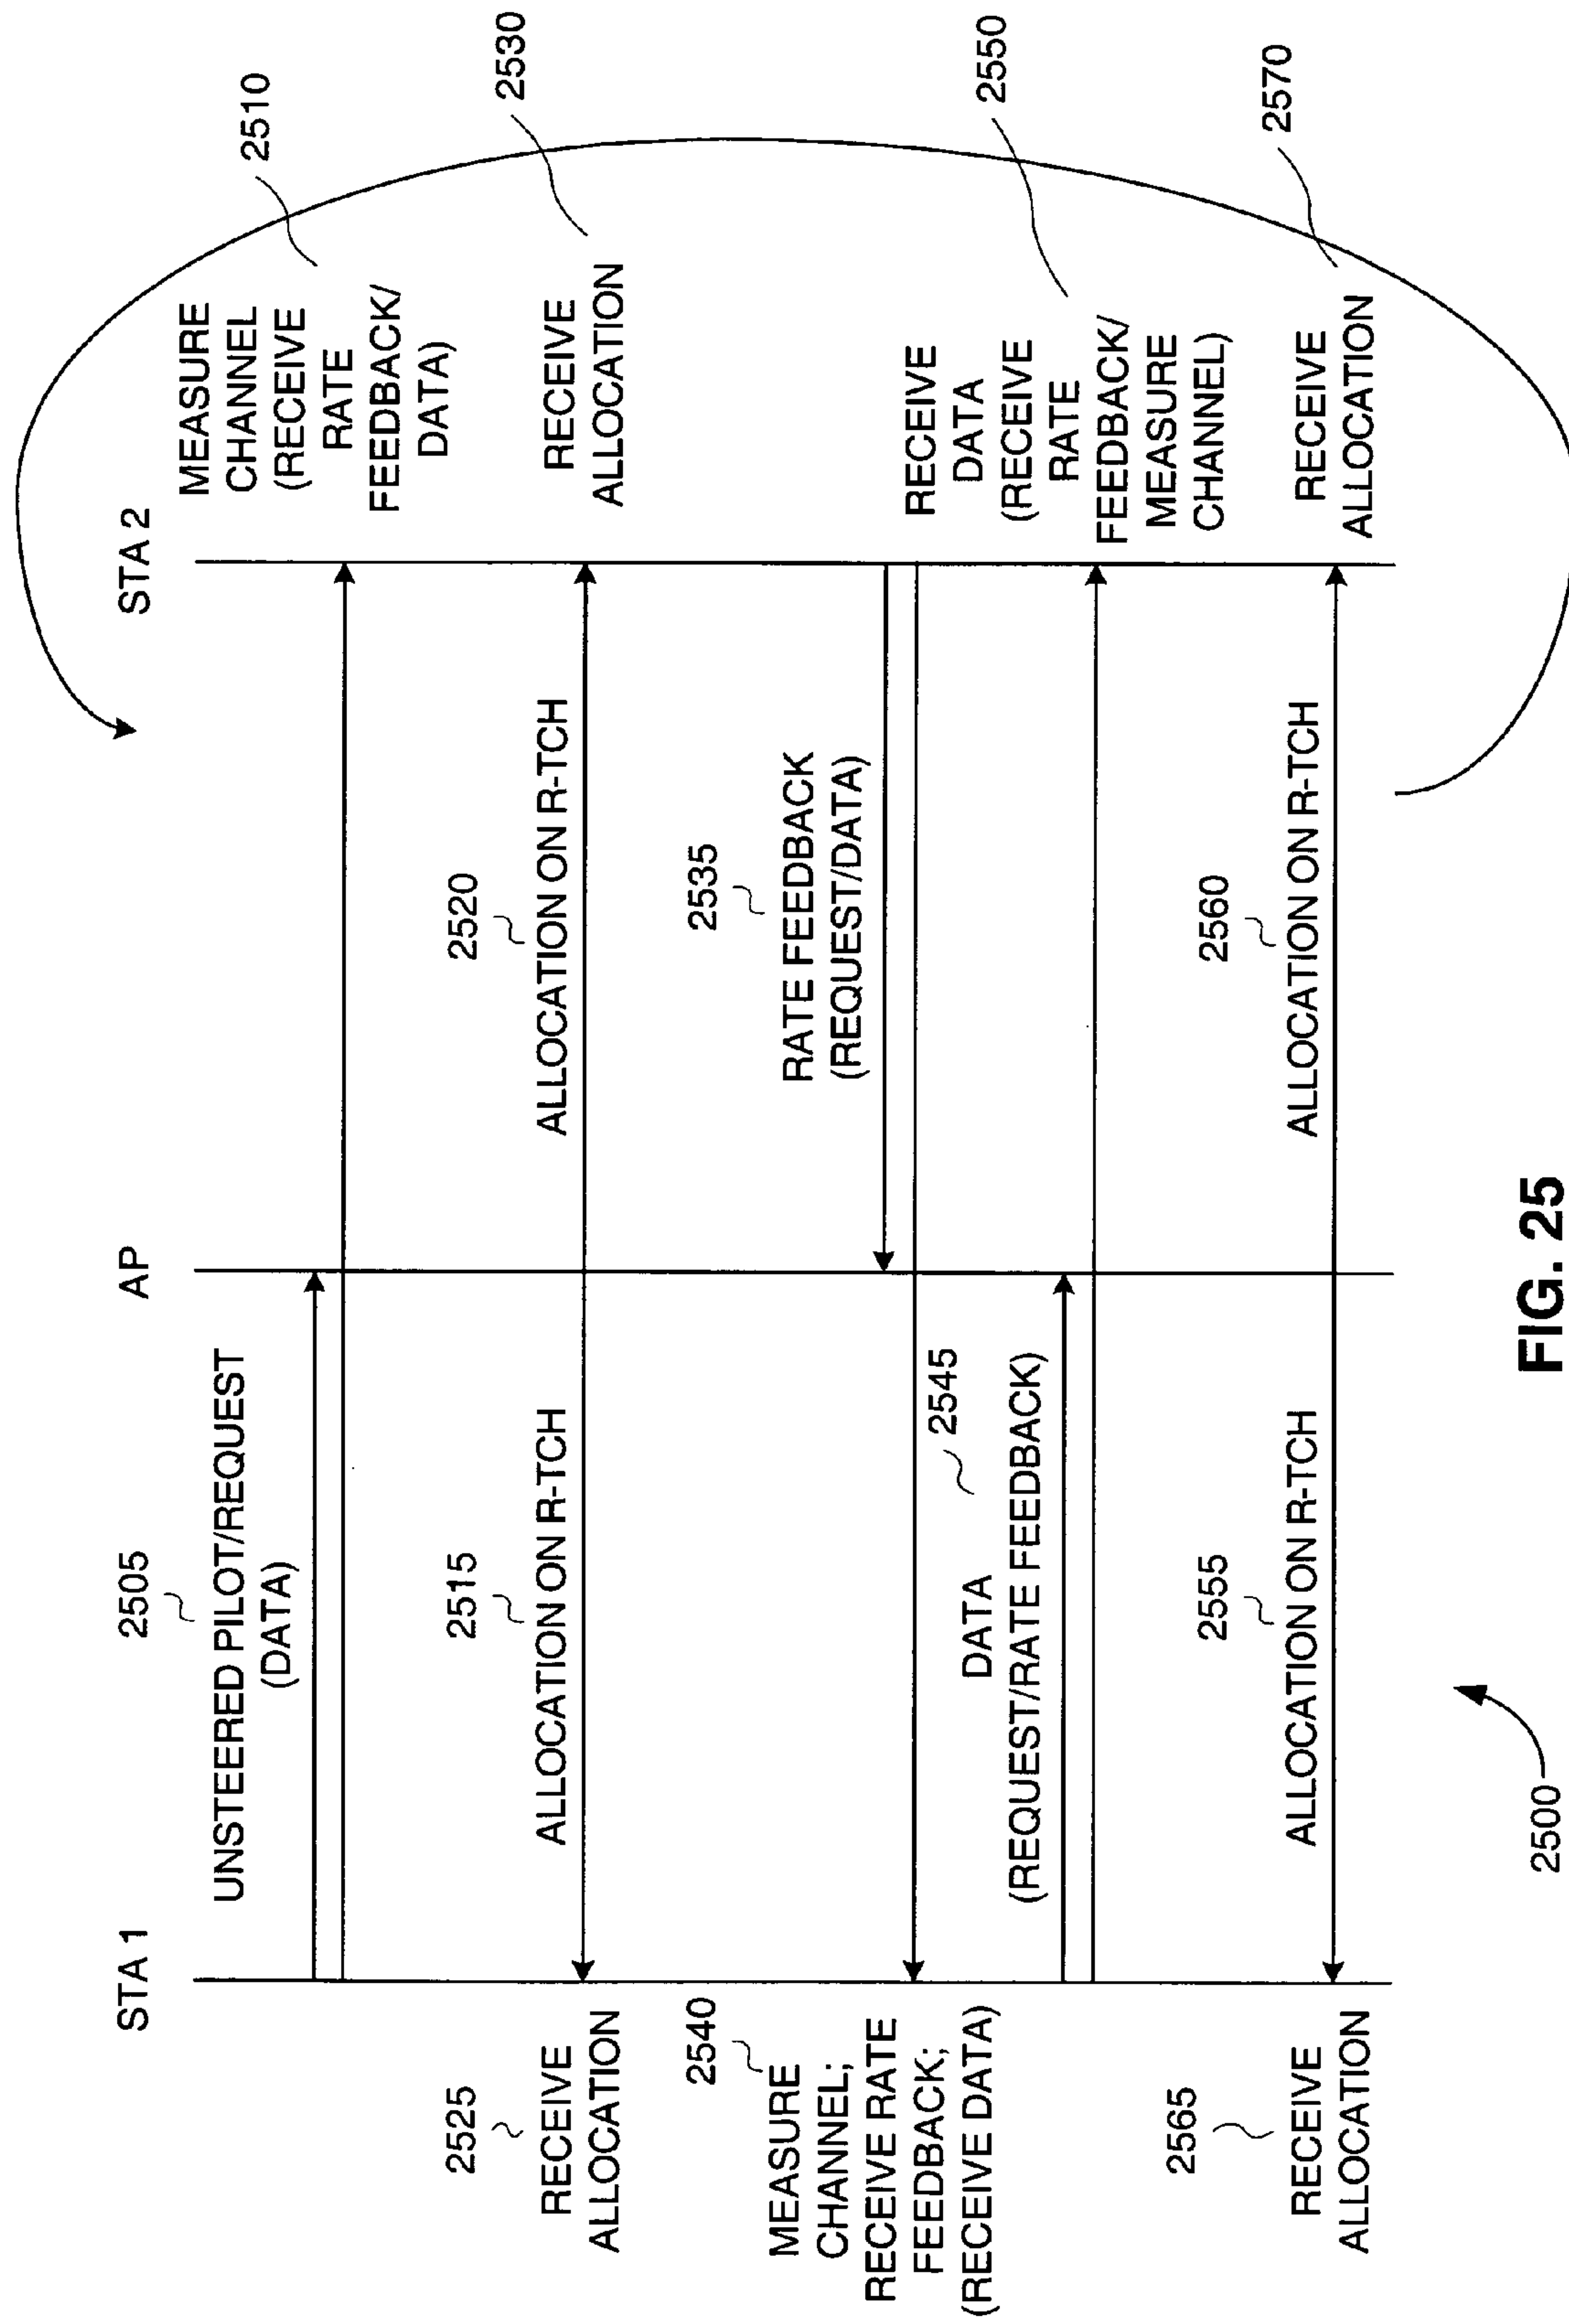 STA 1
AP
STA 2
2505
UNSTEERED PILOT/REQUEST
(DATA)
2510
MEASURE
CHANNEL
(RECEIVE
RATE
FEEDBACK/
DATA)
2515
ALLOCATION ON R-TCH
2520
ALLOCATION ON R-TCH
2525
RECEIVE
ALLOCATION
2530
RECEIVE
ALLOCATION
2535
RATE FEEDBACK
(REQUEST/DATA)
2540
MEASURE
CHANNEL;
RECEIVE RATE
FEEDBACK;
(RECEIVE DATA)
2545
DATA
(REQUEST/RATE FEEDBACK)
2550
RECEIVE
DATA
(RECEIVE
RATE
FEEDBACK/
MEASURE
CHANNEL)
2555
ALLOCATION ON R-TCH
2560
ALLOCATION ON R-TCH
2565
RECEIVE
ALLOCATION
2570
RECEIVE
ALLOCATION
2500
FIG. 25